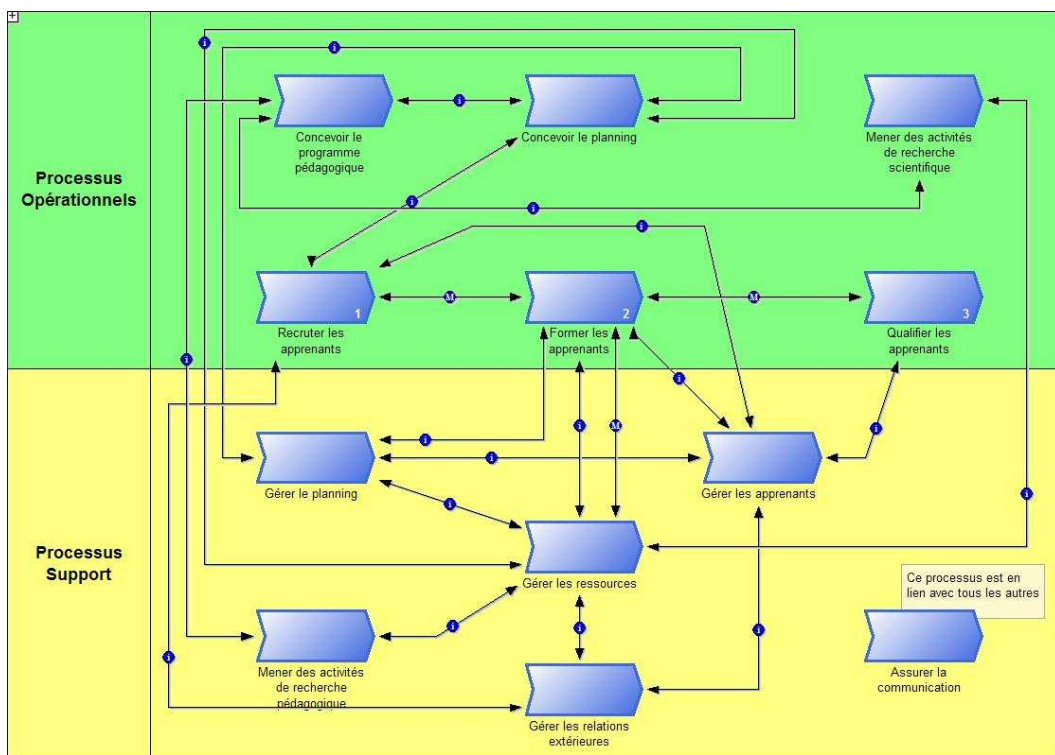 Processus
Opérationnels
Concevoir le
programme
pédagogique
Concevoir le planning
Mener des activités
de recherche
scientifique
i
i
i
i
i
i
1
Recruter les
apprenants
M
2
Former les
apprenants
M
3
Qualifier les
apprenants
i
Processus
Support
i
i
i
M
i
i
Gérer le planning
i
Gérer les apprenants
i
i
Gérer les ressources
Ce processus est en
lien avec tous les autres
Mener des activités
de recherche
pédagogique
i
i
i
i
Gérer les relations
extérieures
Assurer la
communication